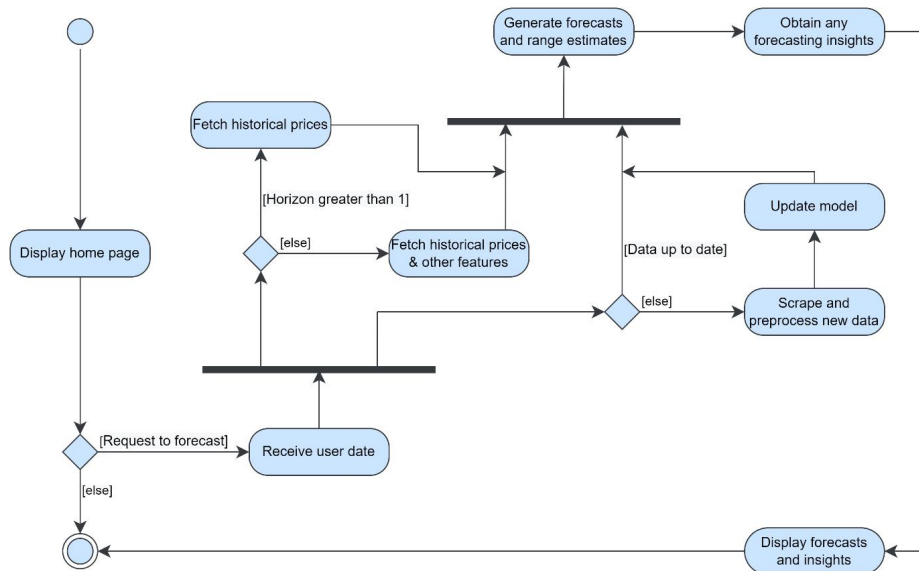 Generate forecasts
and range estimates
Obtain any
forecasting insights
Fetch historical prices
[Horizon greater than 1]
Update model
Display home page
[else]
Fetch historical prices
& other features
[Data up to date]
[else]
Scrape and
preprocess new data
[Request to forecast]
Receive user date
[else]
Display forecasts
and insights